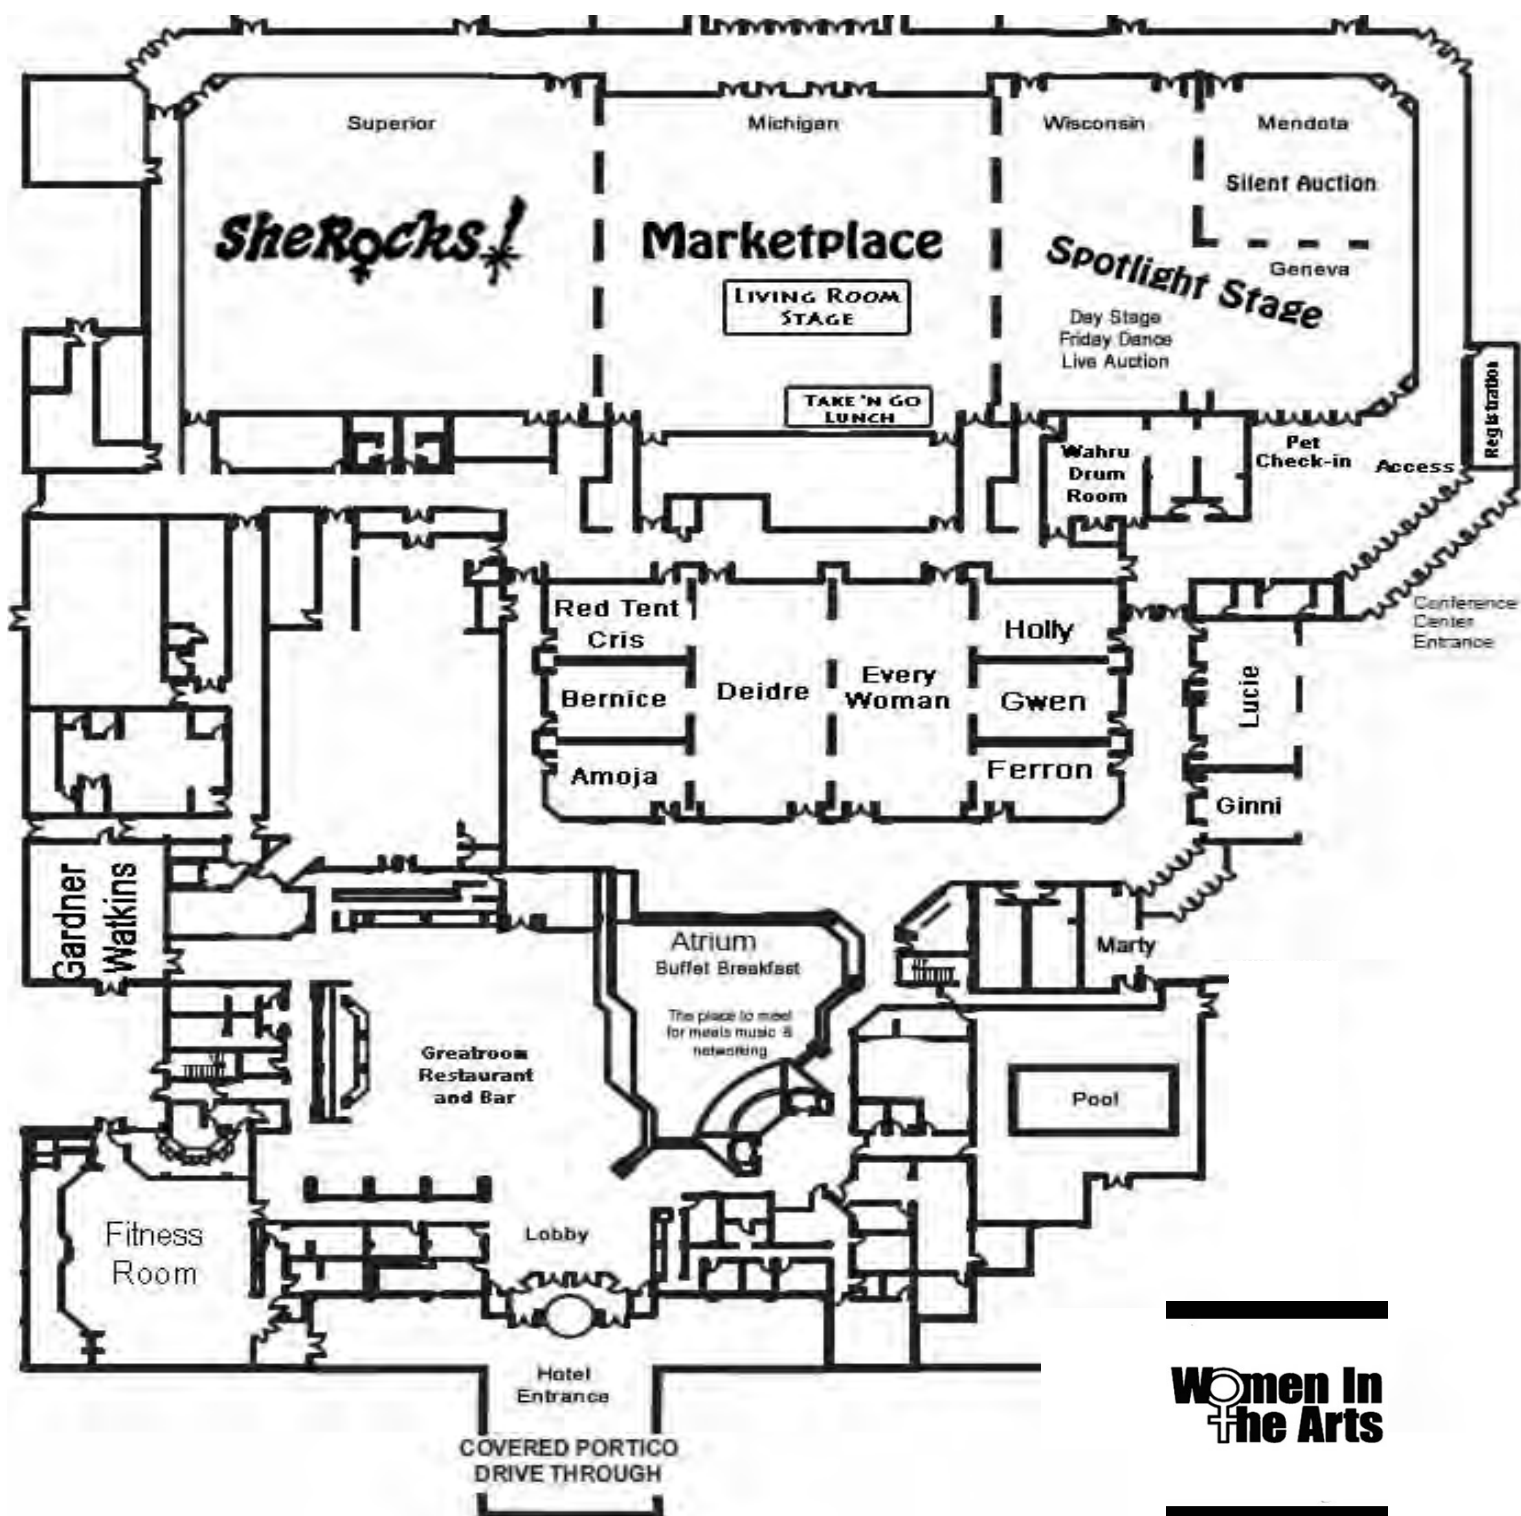 Superior
Michigan
Wisconsin
Mendota
Silent Auction
SheRocks!
Marketplace
Spotlight Stage
Geneva
Living Room
Stage
Day Stage
Friday Dance
Live Auction
Take 'n Go
Lunch
Registration
Wahru
Drum
Room
Pet
Check-in
Access
Conference
Center
Entrance
Red Tent
Cris
Holly
Bernice
Deidre
Every
Woman
Gwen
Lucie
Amoja
Ferron
Ginni
Gardner
Watkins
Atrium
Buffet Breakfast
The place to meet
for meals music &
networking
Marty
Greatroom
Restaurant
and Bar
Pool
Fitness
Room
Lobby
Hotel
Entrance
COVERED PORTICO
DRIVE THROUGH
Women In
The Arts